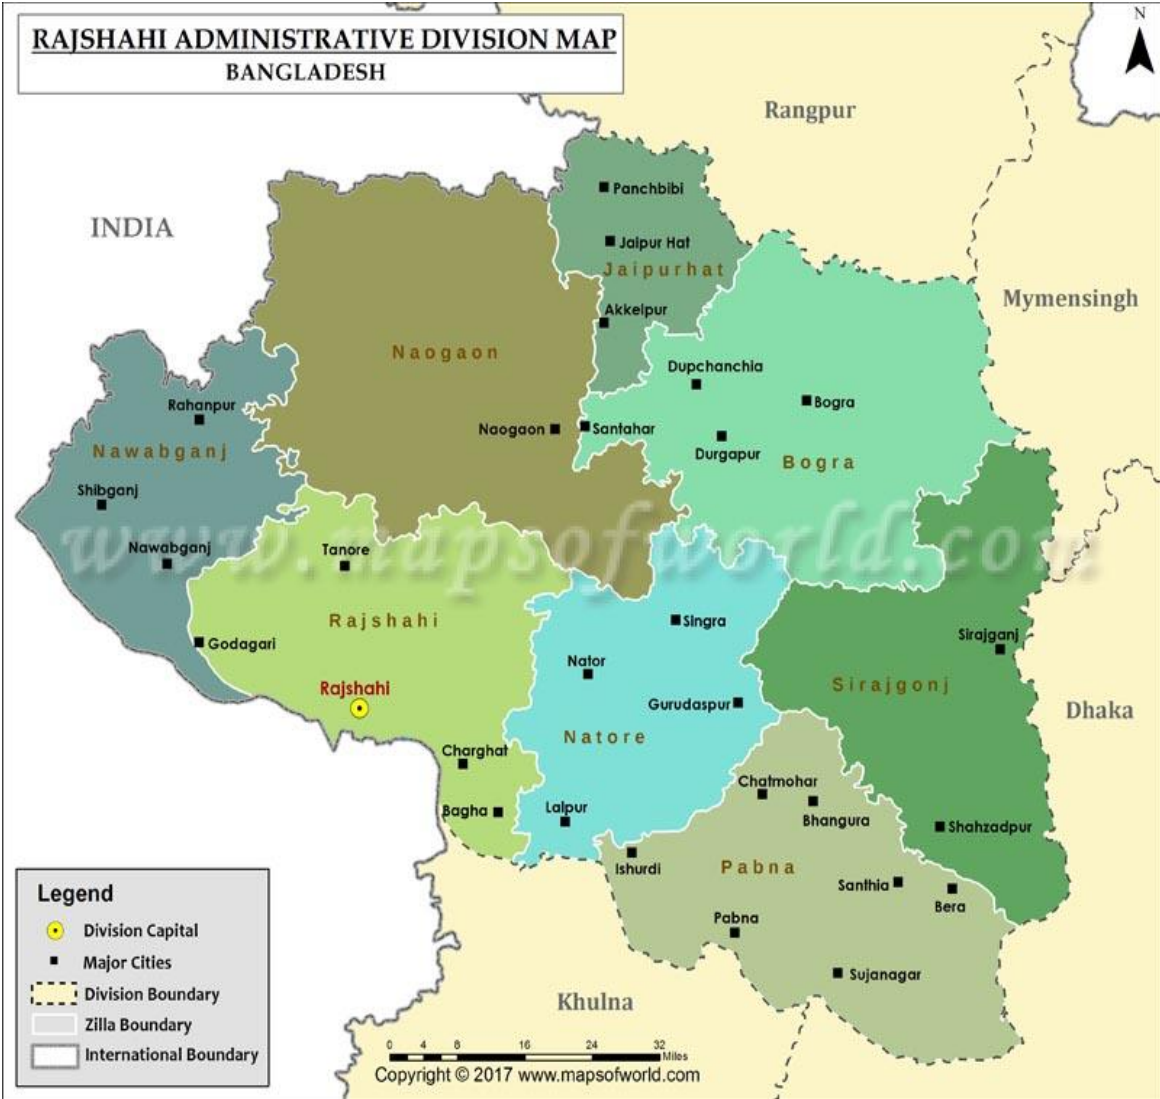 RAJSHAHI ADMINISTRATIVE DIVISION MAP
BANGLADESH
N
Rangpur
INDIA
Panchbibi
Jaipur Hat
Jaipurhat
Mymensingh
Akkelpur
Naogaon
Dupchanchia
Rahanpur
Bogra
Naogaon
Santahar
Nawabganj
Durgapur
Bogra
Shibganj
www.mapsofworld.com
Nawabganj
Tanore
Rajshahi
Singra
Sirajganj
Godagari
Nator
Rajshahi
Sirajgonj
Gurudaspur
Dhaka
Natore
Charghat
Chatmohar
Bagha
Lalpur
Bhangura
Shahzadpur
Ishurdi
Pabna
Santhia
Bera
Pabna
Sujanagar
Khulna
Legend
Division Capital
Major Cities
Division Boundary
Zilla Boundary
International Boundary
0 4 8 16 24 32
Miles
Copyright © 2017 www.mapsofworld.com